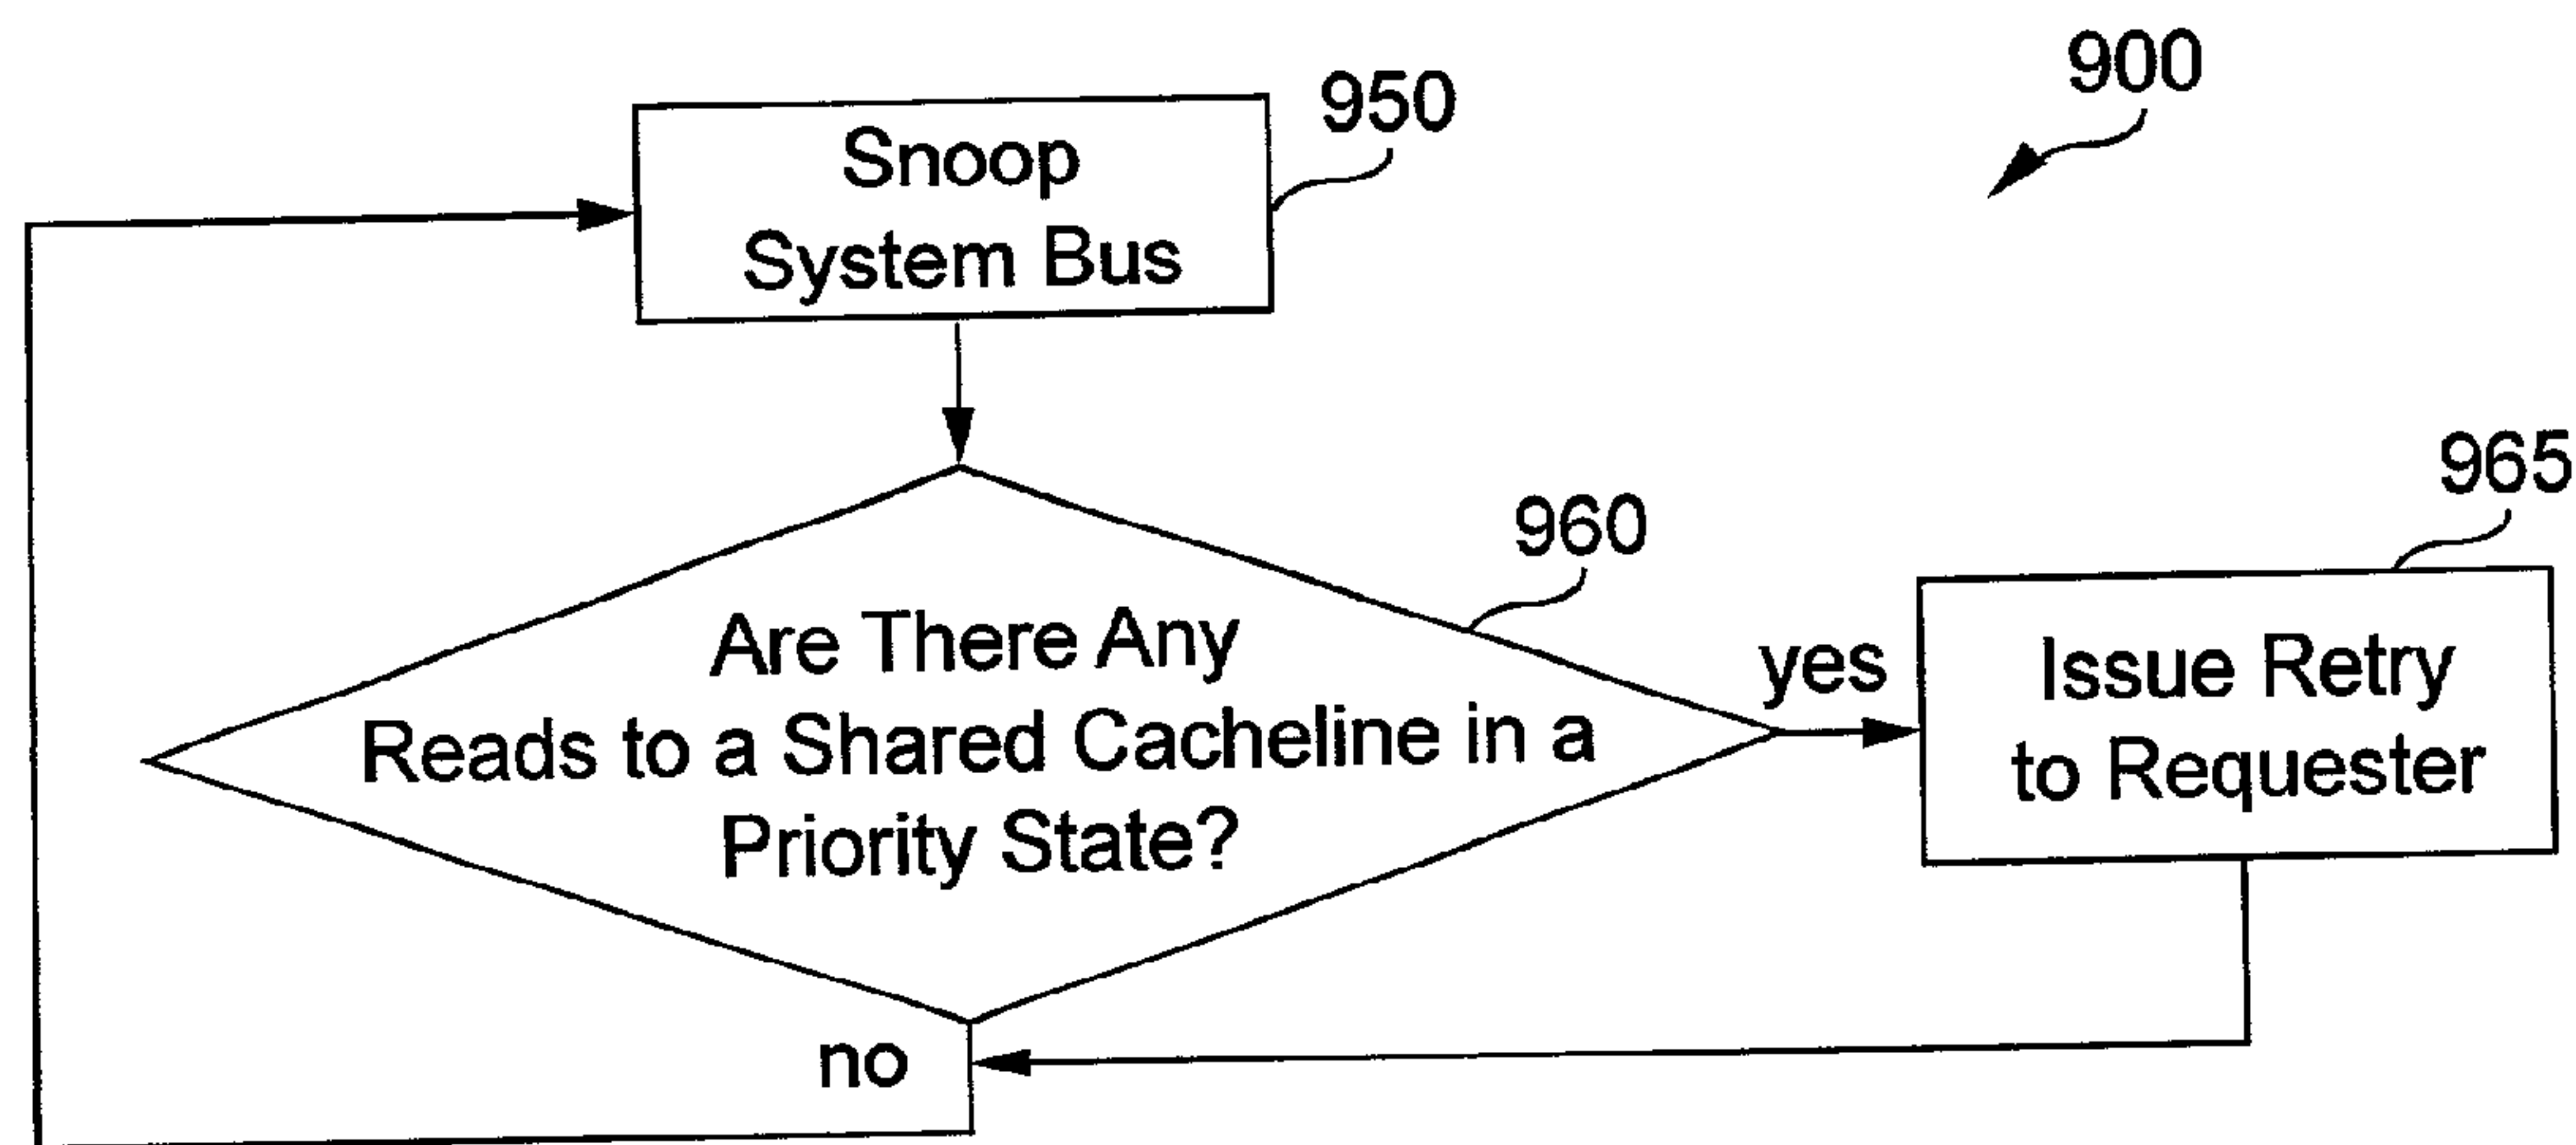 900
950
Snoop
System Bus
960
Are There Any
Reads to a Shared Cacheline in a
Priority State?
yes
965
Issue Retry
to Requester
no